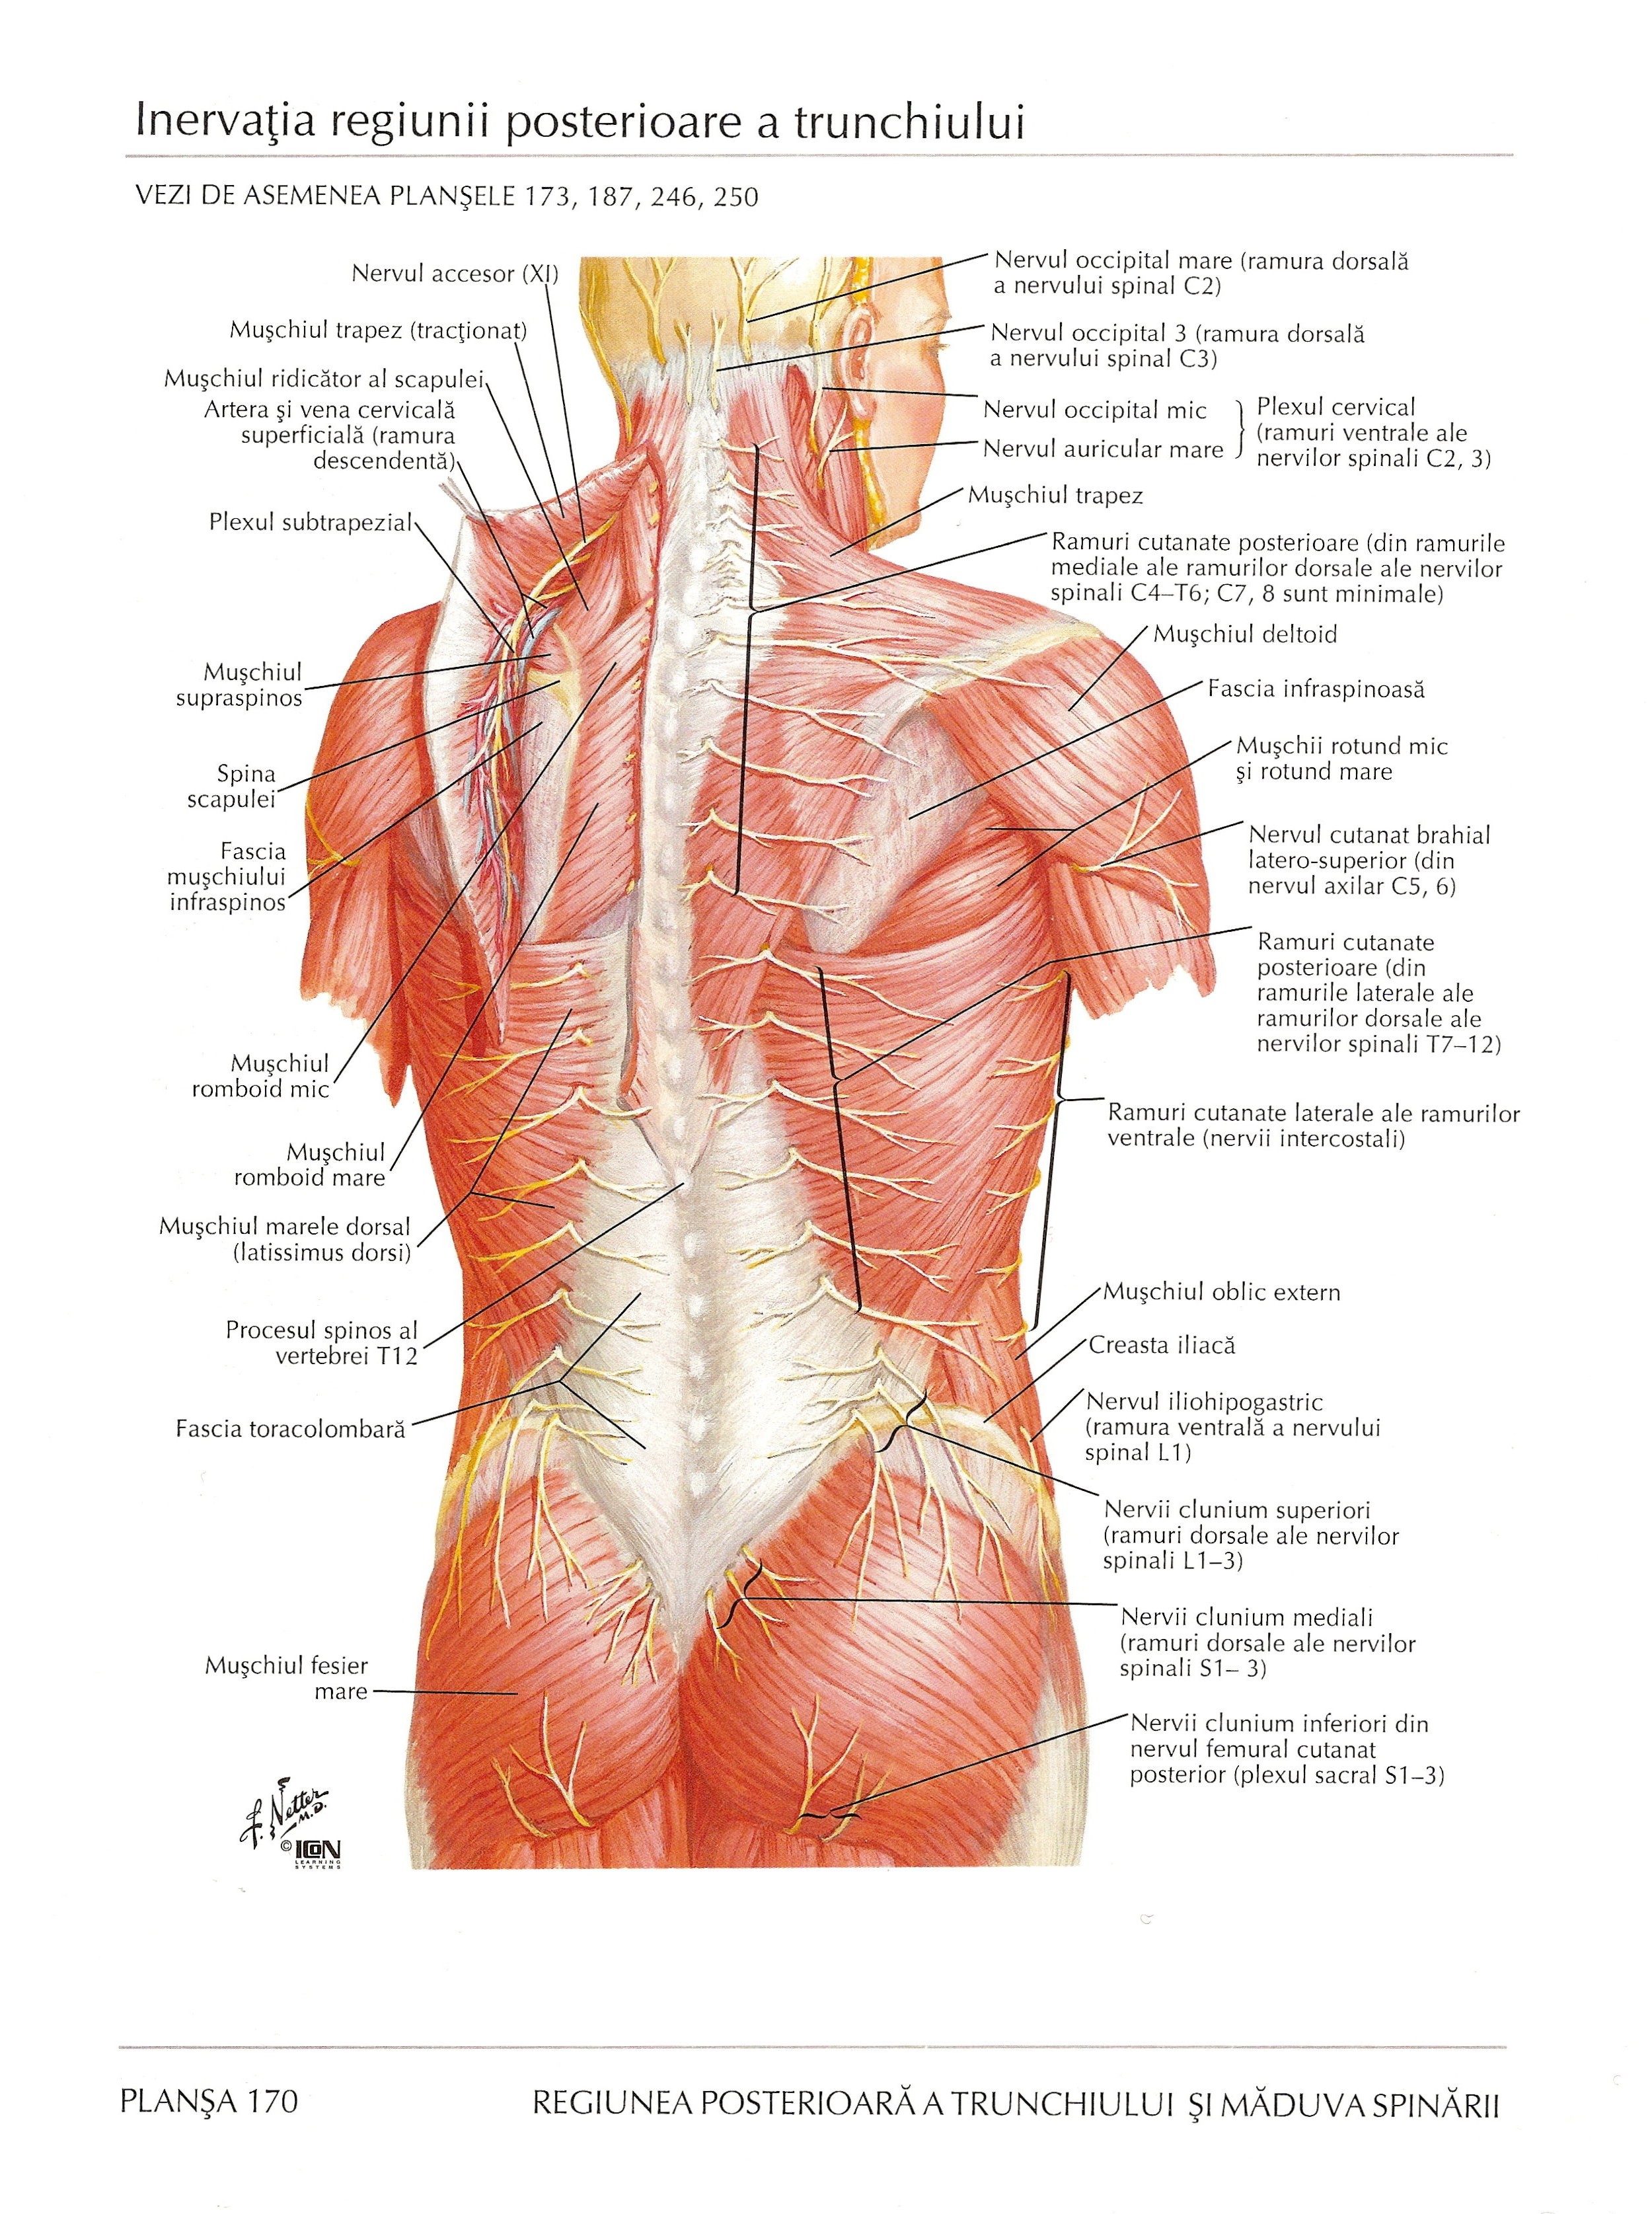 Inervaţia regiunii posterioare a trunchiului
VEZI DE ASEMENEA PLANŞELE 173, 187, 246, 250
Nervul accesor (XI)
Muşchiul trapez (tracţionat)
Muşchiul ridicător al scapulei
Artera şi vena cervicală
superficială (ramura
descendentă)
Plexul subtrapezial
Muşchiul
supraspinos
Spina
scapulei
Fascia
muşchiului
infraspinos
Muşchiul
romboid mic
Muşchiul
romboid mare
Muşchiul marele dorsal
(latissimus dorsi)
Procesul spinos al
vertebrei T12
Fascia toracolombară
Muşchiul fesier
mare
Nervul occipital mare (ramura dorsală
a nervului spinal C2)
Nervul occipital 3 (ramura dorsală
a nervului spinal C3)
Nervul occipital mic
Nervul auricular mare
Plexul cervical
(ramuri ventrale ale
nervilor spinali C2, 3)
Muşchiul trapez
Ramuri cutanate posterioare (din ramurile
mediale ale ramurilor dorsale ale nervilor
spinali C4–T6; C7, 8 sunt minimale)
Muşchiul deltoid
Fascia infraspinoasă
Muşchii rotund mic
şi rotund mare
Nervul cutanat brahial
latero-superior (din
nervul axilar C5, 6)
Ramuri cutanate
posterioare (din
ramurile laterale ale
ramurilor dorsale ale
nervilor spinali T7–12)
Ramuri cutanate laterale ale ramurilor
ventrale (nervii intercostali)
Muşchiul oblic extern
Creasta iliacă
Nervul iliohipogastric
(ramura ventrală a nervului
spinal L1)
Nervii clunium superiori
(ramuri dorsale ale nervilor
spinali L1–3)
Nervii clunium mediali
(ramuri dorsale ale nervilor
spinali S1– 3)
Nervii clunium inferiori din
nervul femural cutanat
posterior (plexul sacral S1–3)
F. Netter
M.D.
© ICON
LEARNING
SYSTEMS
PLANŞA 170
REGIUNEA POSTERIOARĂ A TRUNCHIULUI ŞI MĂDUVA SPINĂRII